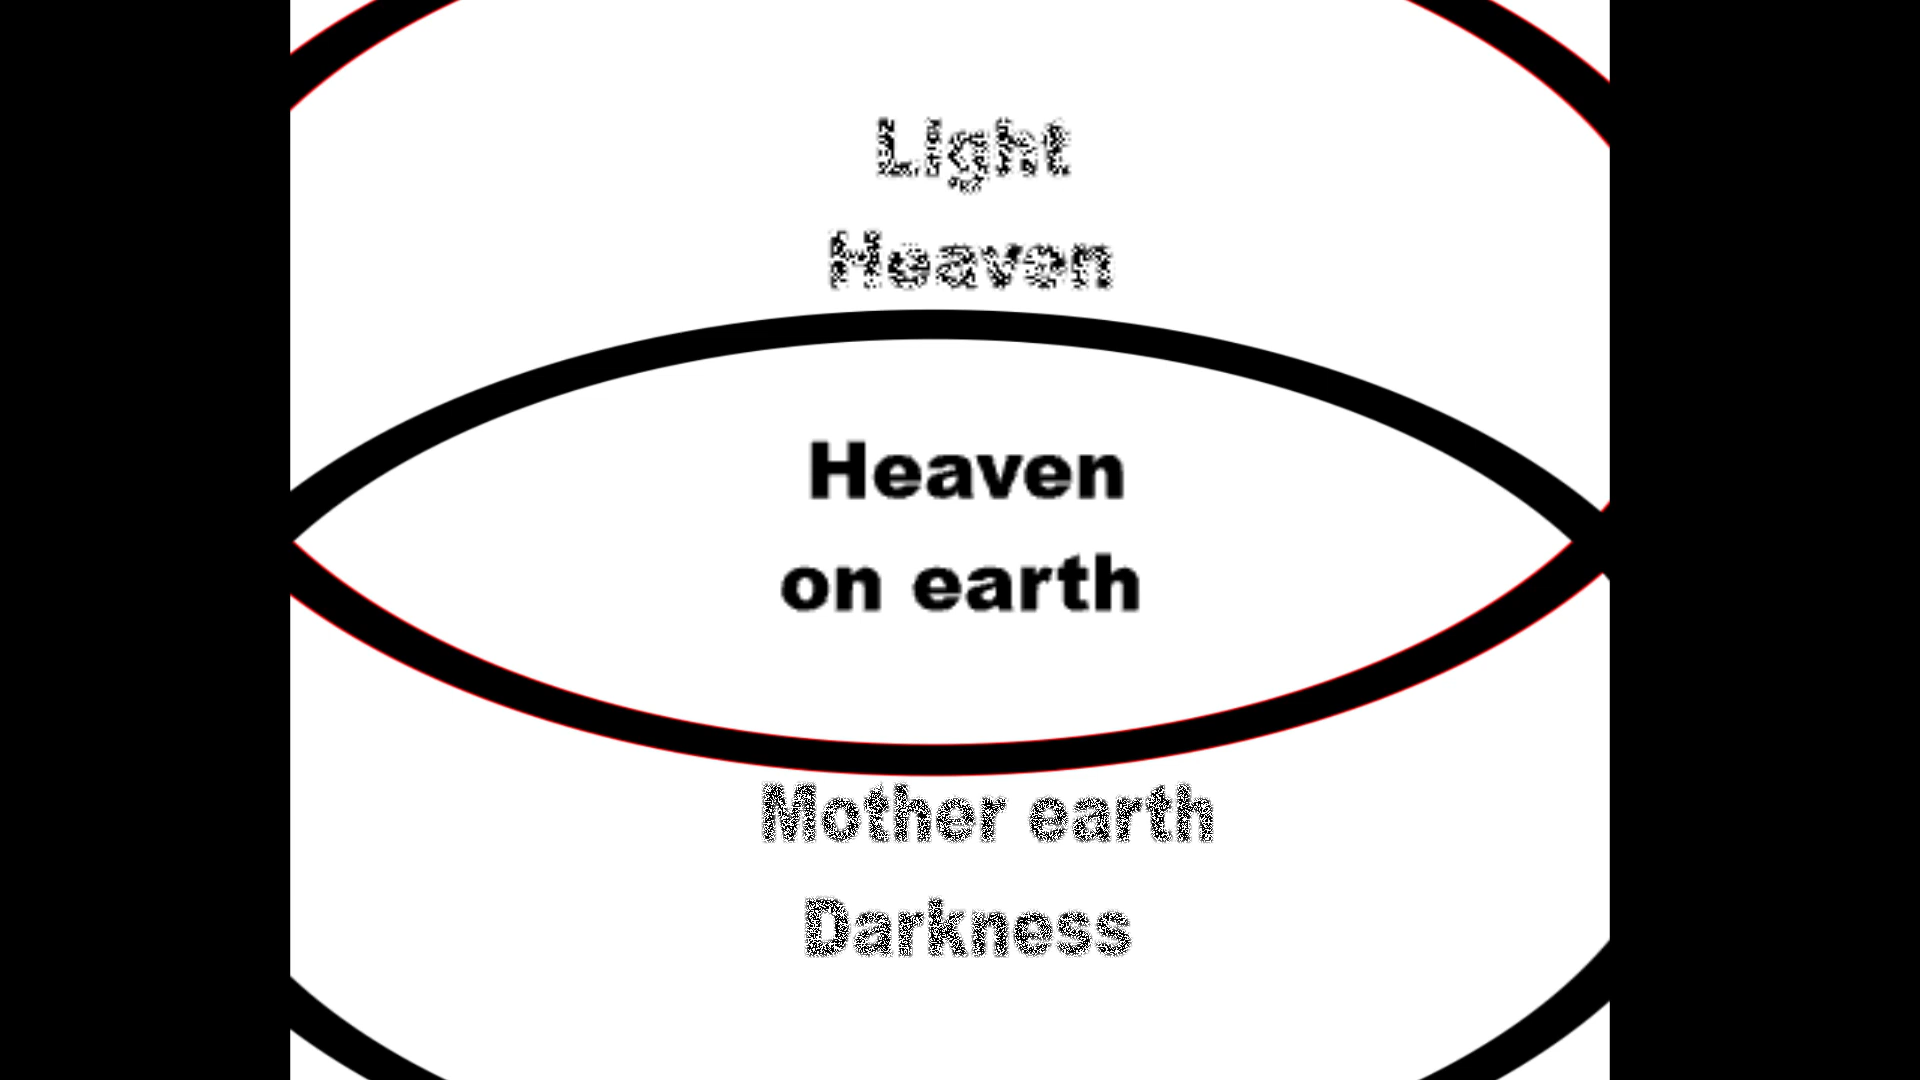 Light
Heaven
Heaven
on earth
Mother earth
Darkness